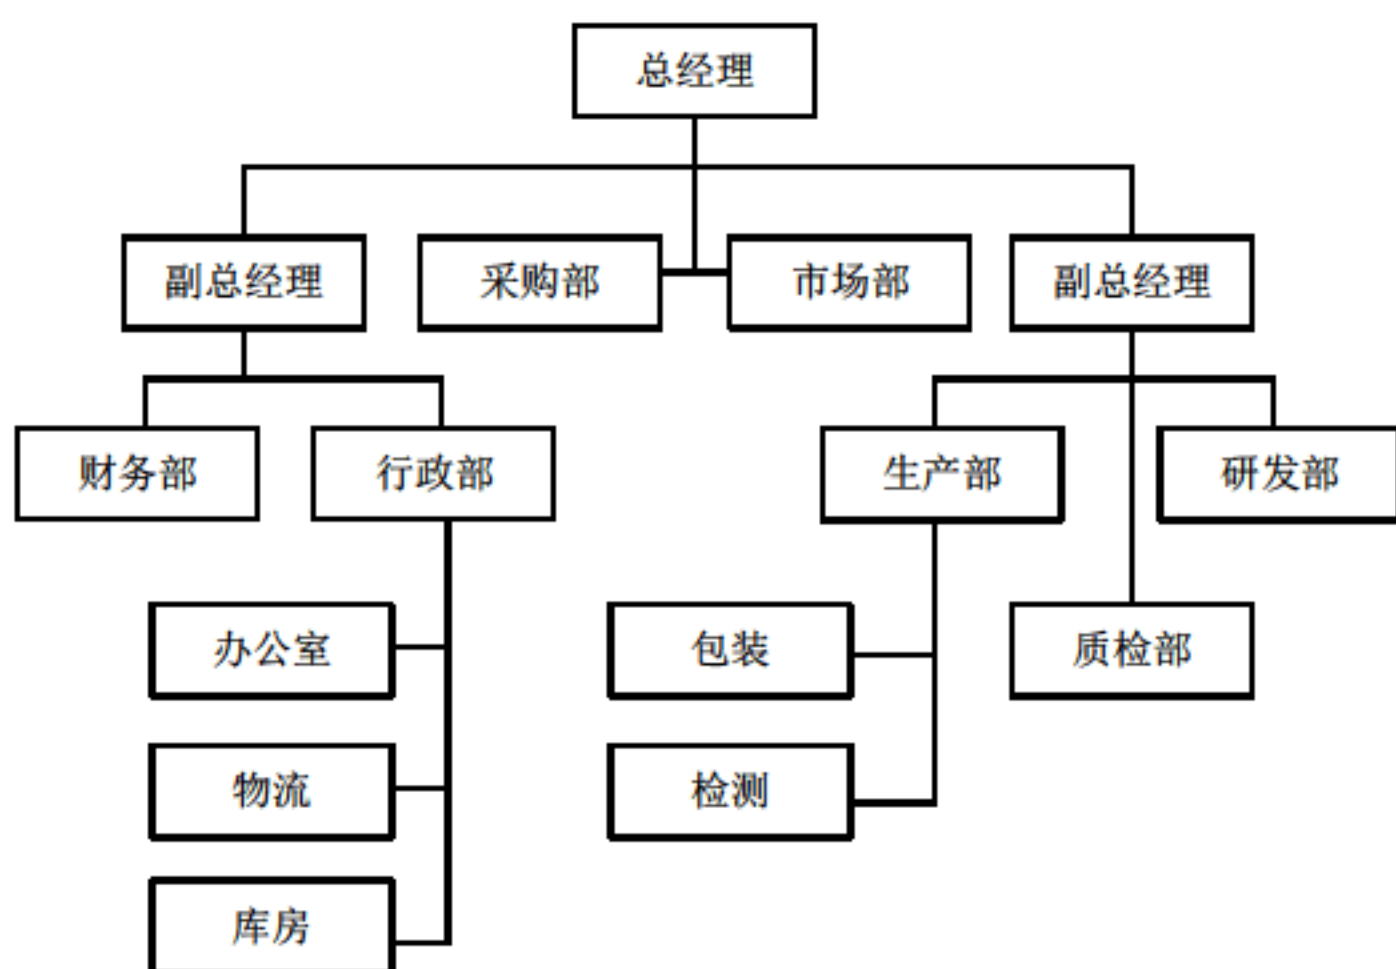 总经理
副总经理
采购部
市场部
副总经理
财务部
行政部
生产部
研发部
办公室
包装
质检部
物流
检测
库房